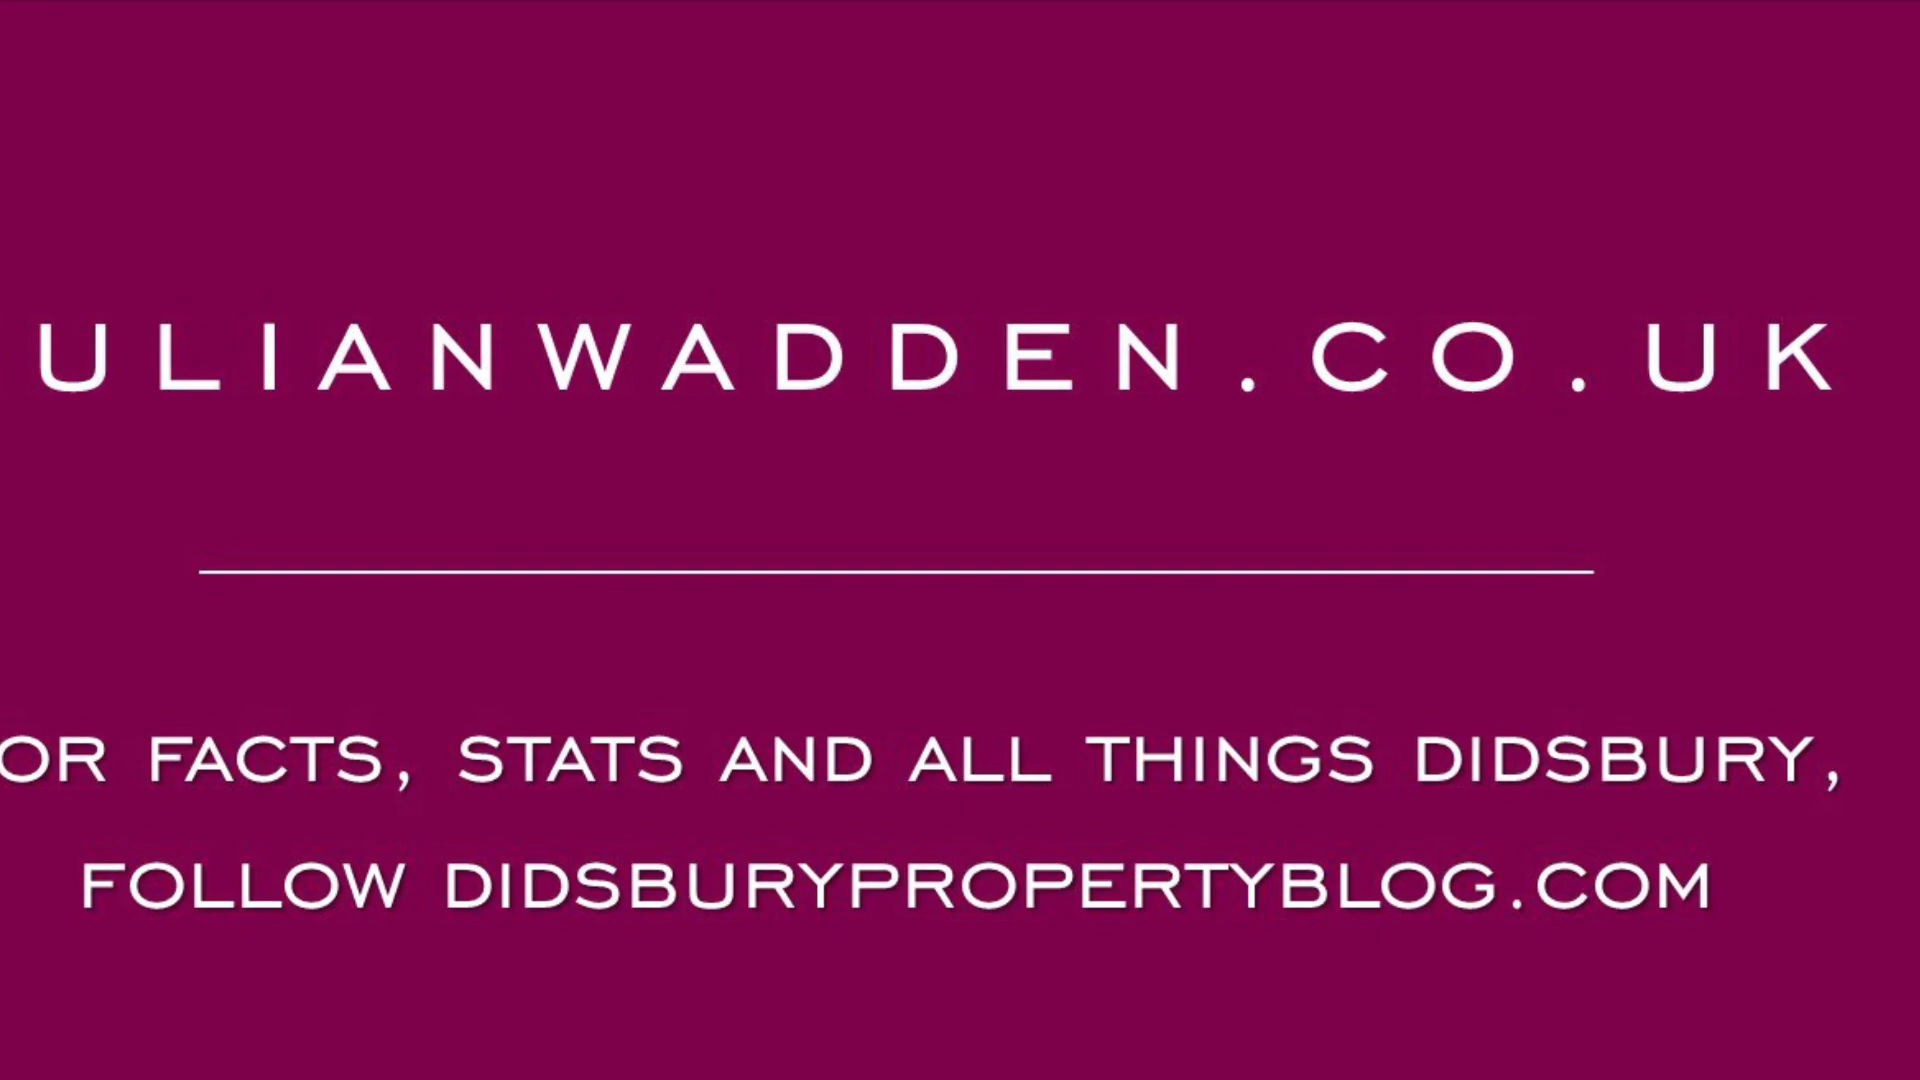 ULIANWADDEN.CO.UK
OR FACTS, STATS AND ALL THINGS DIDSBURY,
FOLLOW DIDSBURYPROPERTYBLOG.COM